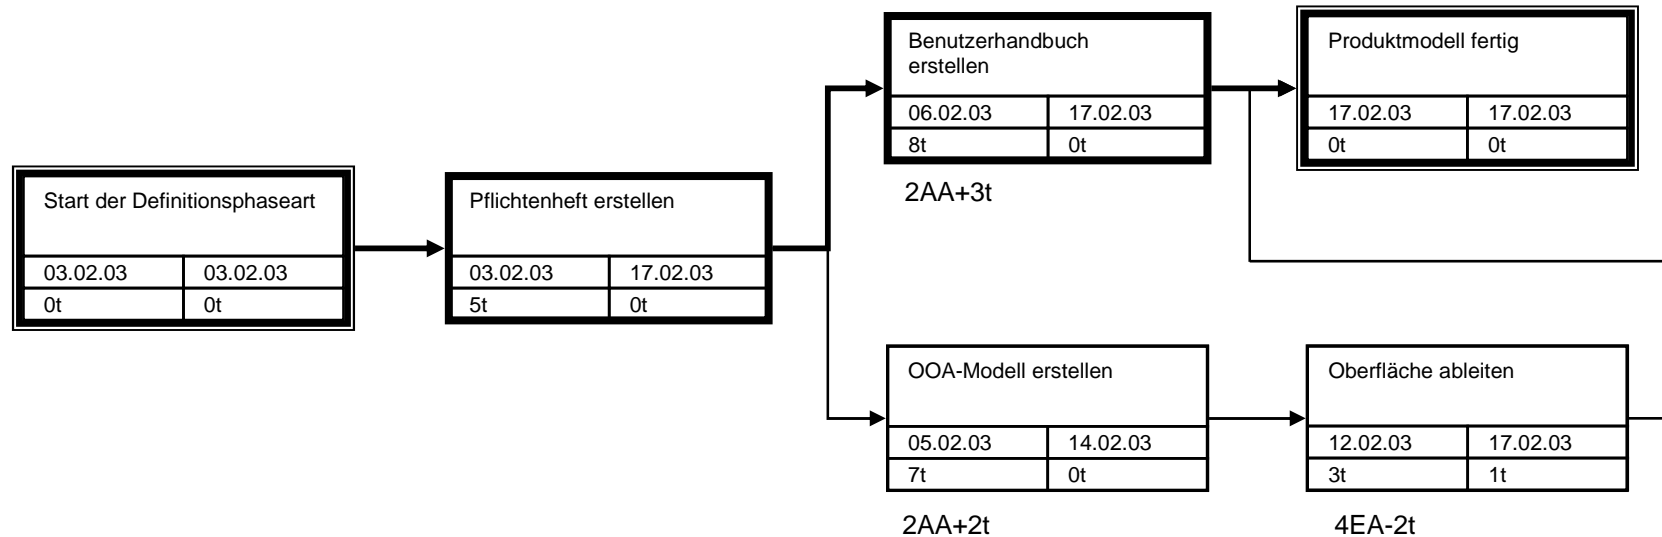 Start der Definitionsphaseart
03.02.03 03.02.03
0t 0t
Pflichtenheft erstellen
03.02.03 17.02.03
5t 0t
Benutzerhandbuch
erstellen
06.02.03 17.02.03
8t 0t
2AA+3t
Produktmodell fertig
17.02.03 17.02.03
0t 0t
OOA-Modell erstellen
05.02.03 14.02.03
7t 0t
2AA+2t
Oberfläche ableiten
12.02.03 17.02.03
3t 1t
4EA-2t